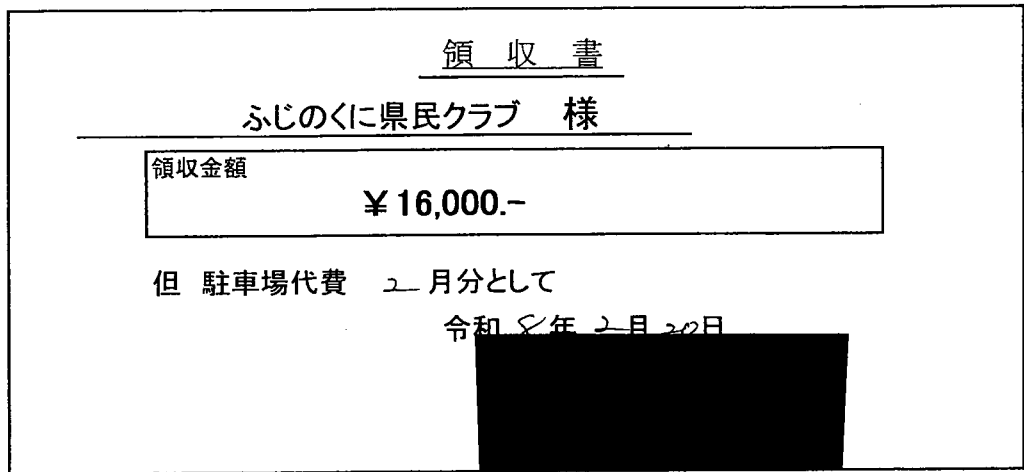 領 収 書
ふじのくに県民クラブ 様
領収金額
¥16,000.-
但 駐車場代費 2 月分として
令和 8年 2月 20日